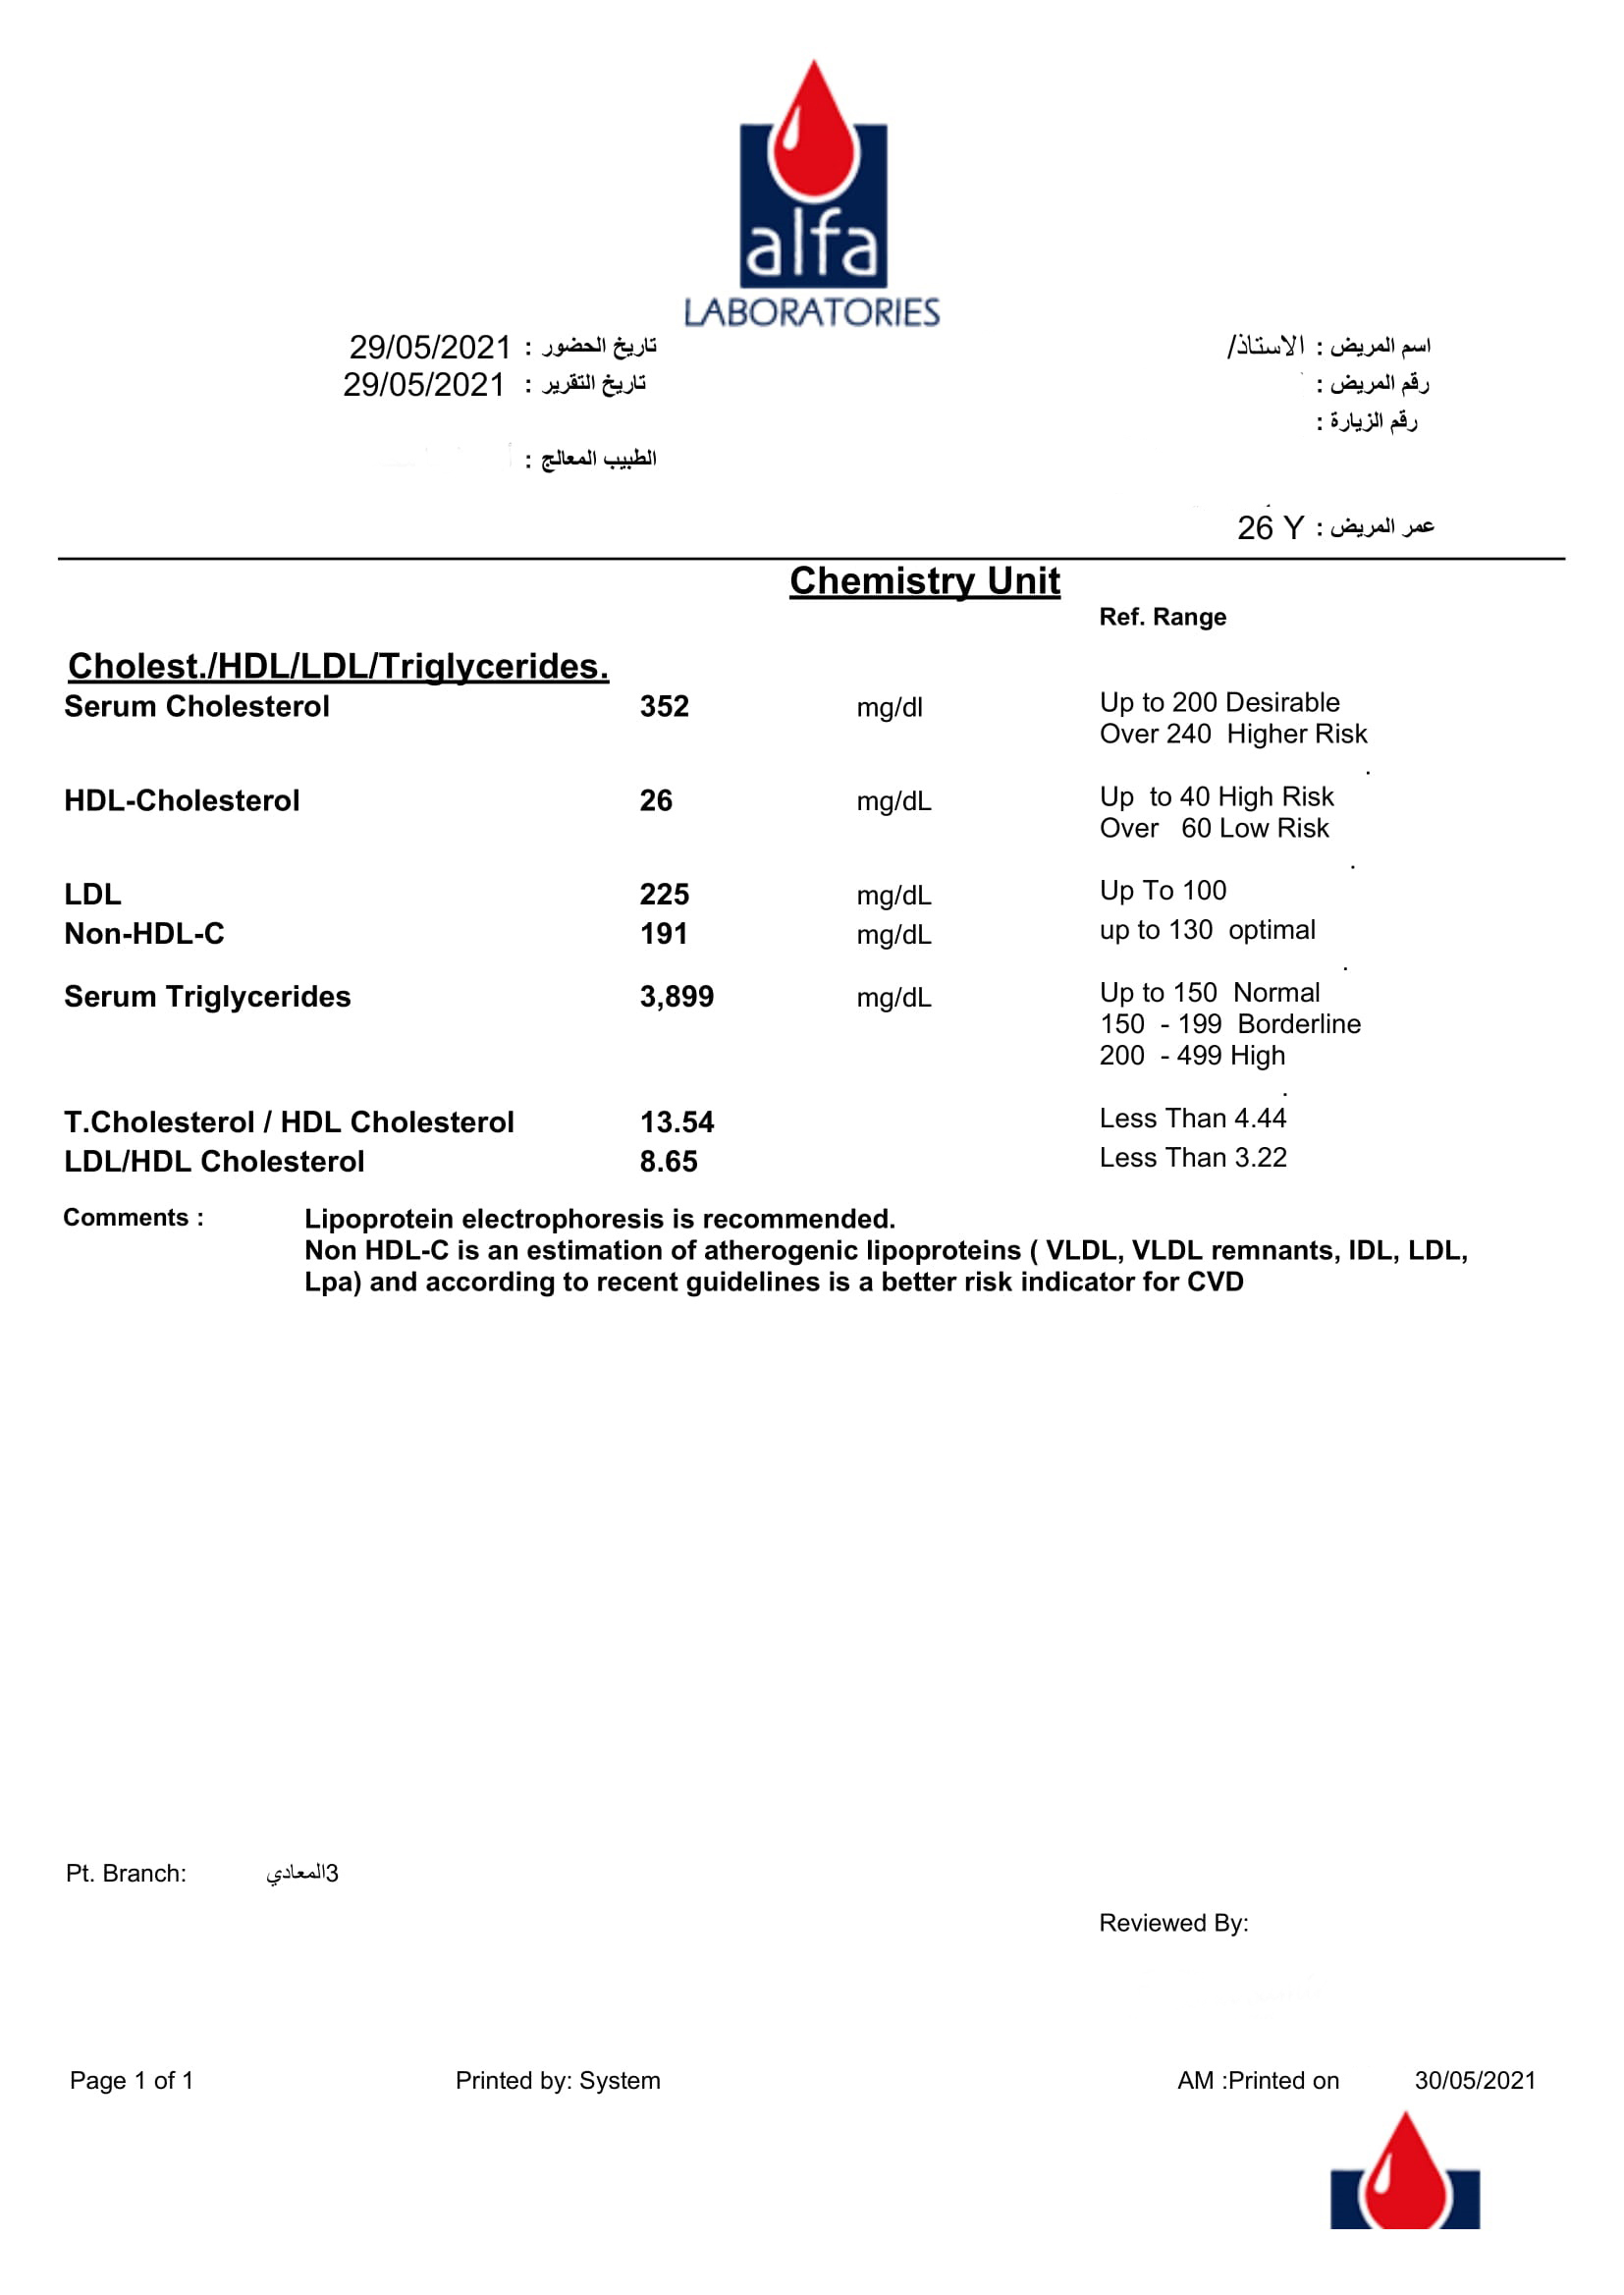 alfa
LABORATORIES
اسم المريض : الاستاذ/
تاريخ الحضور : 29/05/2021
رقم المريض :
تاريخ التقرير : 29/05/2021
رقم الزيارة :
الطبيب المعالج :
عمر المريض : 26 Y
Chemistry Unit
Ref. Range
Cholest./HDL/LDL/Triglycerides.
Serum Cholesterol 352 mg/dl Up to 200 Desirable
Over 240 Higher Risk
.
HDL-Cholesterol 26 mg/dL Up to 40 High Risk
Over 60 Low Risk
.
LDL 225 mg/dL Up To 100
Non-HDL-C 191 mg/dL up to 130 optimal
.
Serum Triglycerides 3,899 mg/dL Up to 150 Normal
150 - 199 Borderline
200 - 499 High
.
T.Cholesterol / HDL Cholesterol 13.54 Less Than 4.44
LDL/HDL Cholesterol 8.65 Less Than 3.22
Comments : Lipoprotein electrophoresis is recommended.
Non HDL-C is an estimation of atherogenic lipoproteins ( VLDL, VLDL remnants, IDL, LDL,
Lpa) and according to recent guidelines is a better risk indicator for CVD
Pt. Branch: المعادي3
Reviewed By:
Page 1 of 1 Printed by: System AM :Printed on 30/05/2021